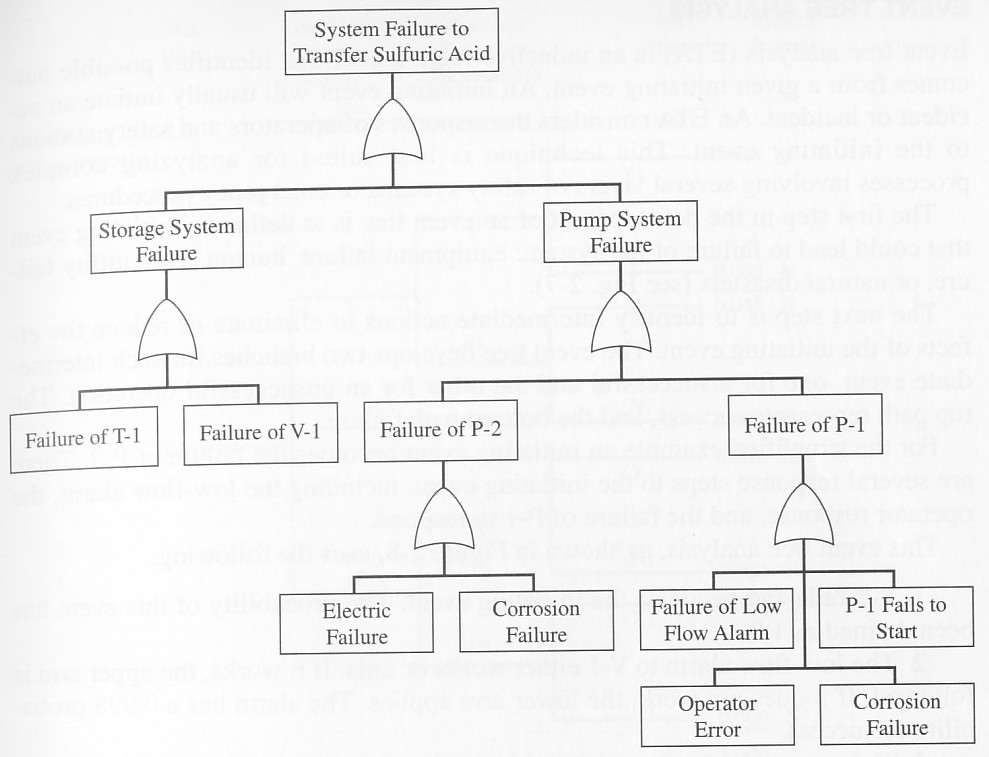 System Failure to
Transfer Sulfuric Acid
Storage System
Failure
Pump System
Failure
Failure of T-1
Failure of V-1
Failure of P-2
Failure of P-1
Electric
Failure
Corrosion
Failure
Failure of Low
Flow Alarm
P-1 Fails to
Start
Operator
Error
Corrosion
Failure